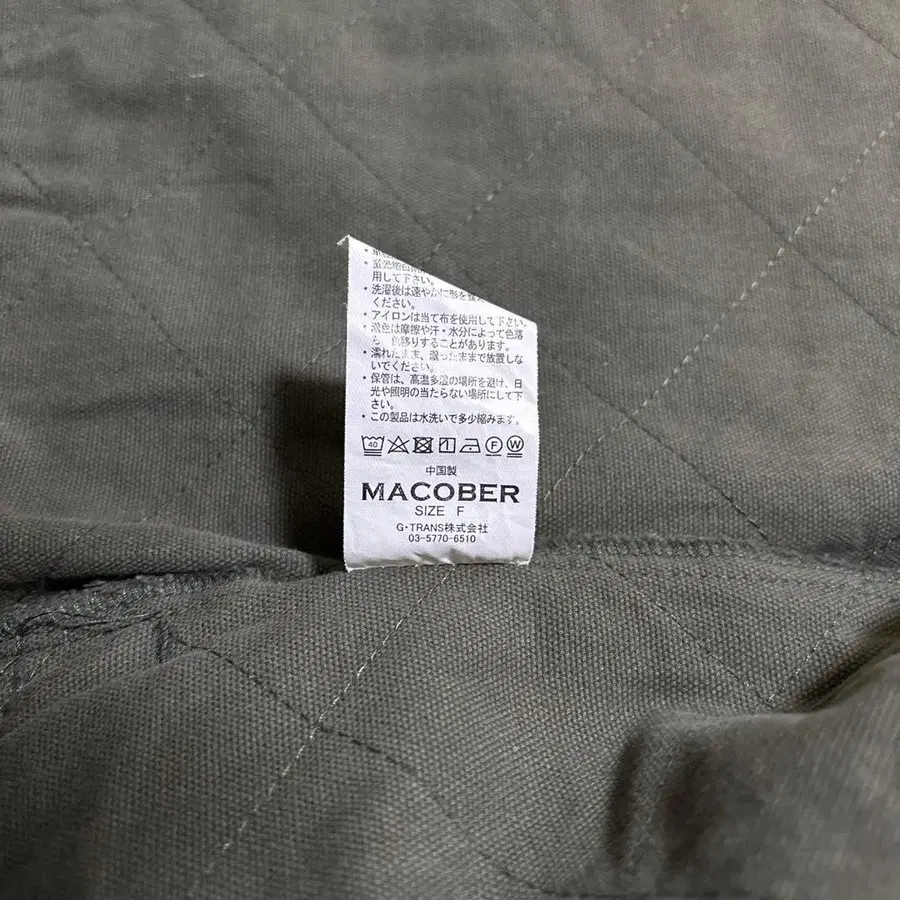 用して下さい。
・洗濯後は速やかに形を整え
ください。
・アイロンは当て布を使用して下さい。
・濃色は摩擦や汗・水分によって色落
ち、色移りすることがあります。
・濡れたまま、湿ったままで放置しな
いでください。
・保管は、高温多湿の場所を避け、日
光や照明の当たらない場所にして下
さい。
・この製品は水洗いで多少縮みます。
40 F W
中国製
MACOBER
SIZE F
G・TRANS株式会社
03-5770-6510